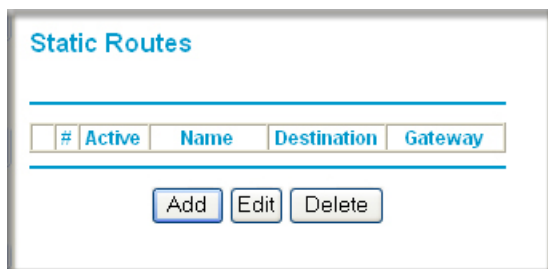 Static Routes
# Active Name Destination Gateway
Add Edit Delete